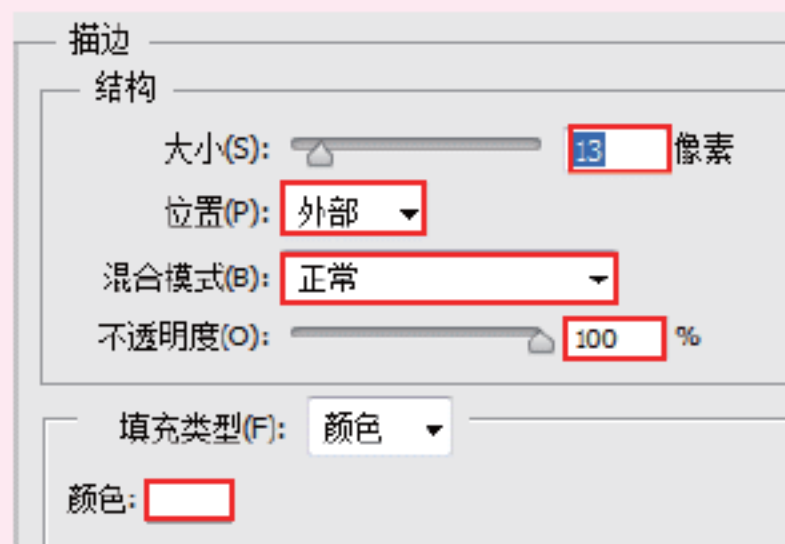 描边
结构
大小(S): 13 像素
位置(P): 外部
混合模式(B): 正常
不透明度(O): 100 %
填充类型(F): 颜色
颜色: